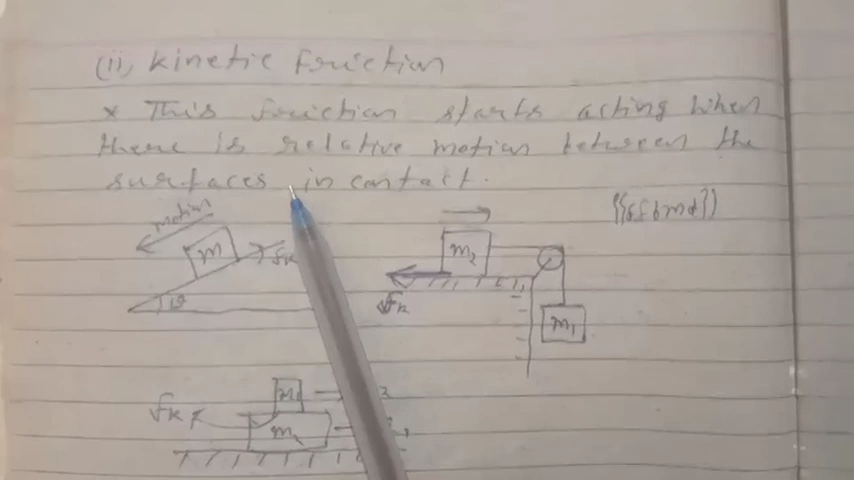 (ii) Kinetic Friction
* This friction starts acting when
there is relative motion between the
surfaces in contact.
motion
m
fk
θ
m2
fk
m1
fk
m1
m2